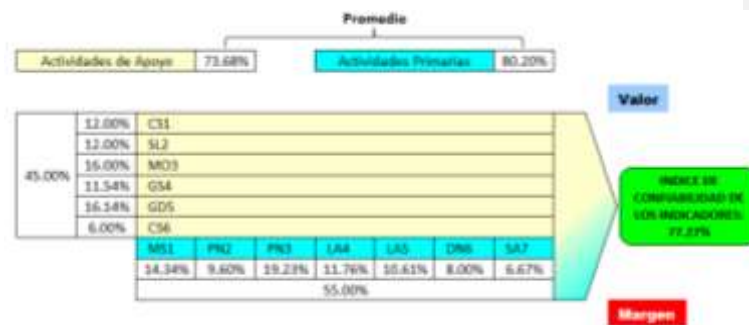 Promedio
Actividades de Apoyo 73.68% Actividades Primarias 80.20%
Valor
12.00% CS1
12.00% SL2
16.00% MO3
45.00%
11.54% GS4
16.14% GD5
6.00% CS6
INDICE DE
CONFIABILIDAD DE
LOS INDICADORES:
77.27%
MS1 PN2 PN3 LA4 LA5 DN6 SA7
14.34% 9.60% 19.23% 11.76% 10.61% 8.00% 6.67%
55.00%
Margen